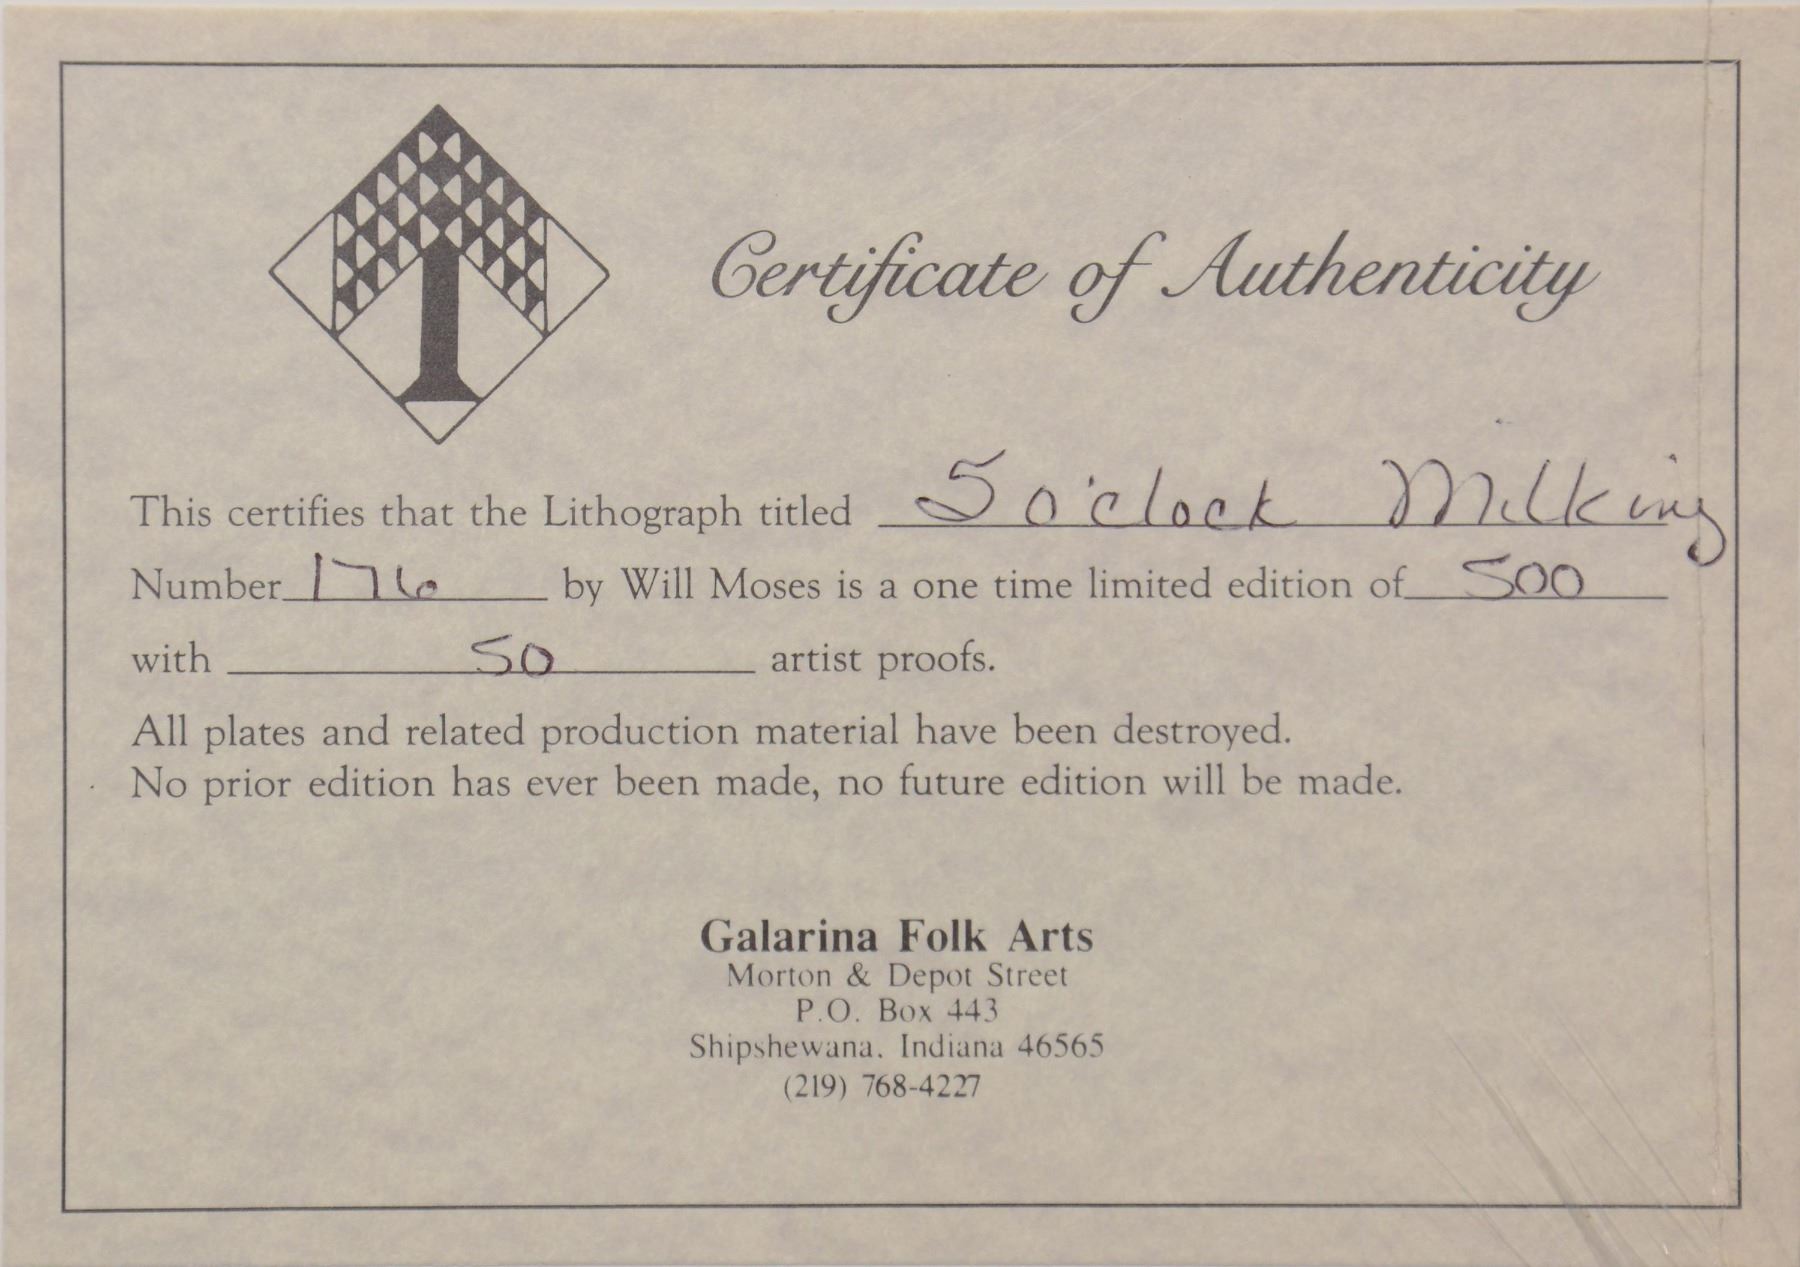 Certificate of Authenticity
This certifies that the Lithograph titled 5 o'clock Milking
Number 176 by Will Moses is a one time limited edition of 500
with 50 artist proofs.
All plates and related production material have been destroyed.
No prior edition has ever been made, no future edition will be made.
Galarina Folk Arts
Morton & Depot Street
P.O. Box 443
Shipshewana, Indiana 46565
(219) 768-4227